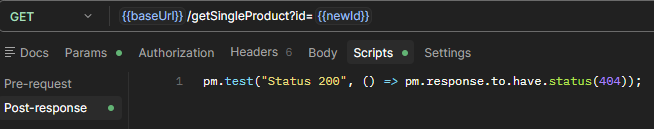 GET {{baseUrl}} /getSingleProduct?id= {{newId}}
Docs Params Authorization Headers 6 Body Scripts Settings
Pre-request
1 pm.test("Status 200", () => pm.response.to.have.status(404));
Post-response